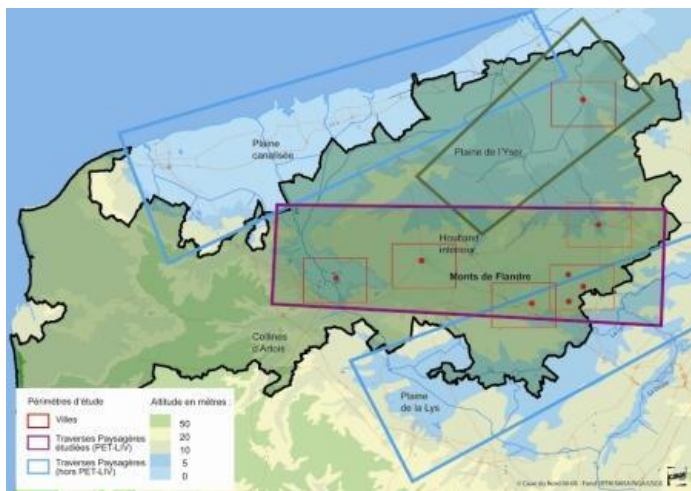 Plaine
canalisée
Plaine de l'Yser
Houtland
intérieur
Monts de Flandre
Collines
d'Artois
Plaine
de la Lys
Périmètres d'étude
Villes
Traverses Paysagères
étudiées (PET-LIV)
Traverses Paysagères
(hors PET-LIV)
Altitude en mètres :
50
20
10
5
0